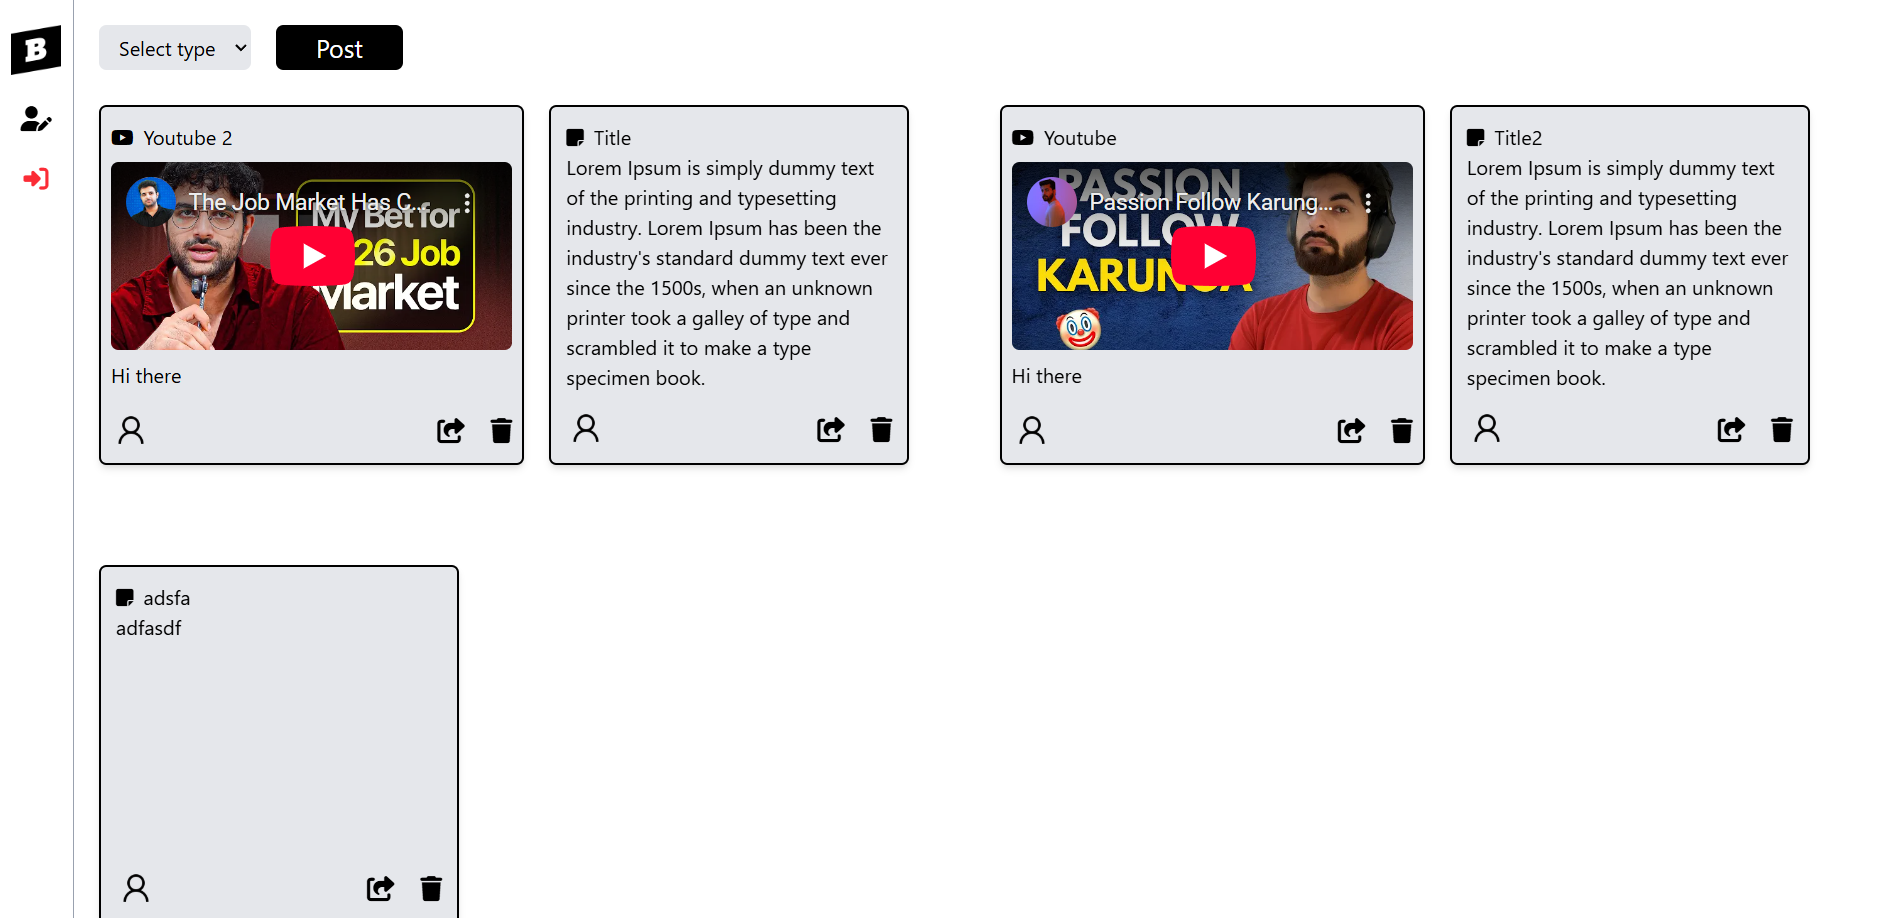 B
Select type
Post
Youtube 2
The Job Market Has C...
My Bet for
26 Job
Market
Hi there
Title
Lorem Ipsum is simply dummy text
of the printing and typesetting
industry. Lorem Ipsum has been the
industry's standard dummy text ever
since the 1500s, when an unknown
printer took a galley of type and
scrambled it to make a type
specimen book.
Youtube
Passion Follow Karung...
PASSION
FOLLOW
KARUNGA
Hi there
Title2
Lorem Ipsum is simply dummy text
of the printing and typesetting
industry. Lorem Ipsum has been the
industry's standard dummy text ever
since the 1500s, when an unknown
printer took a galley of type and
scrambled it to make a type
specimen book.
adsfa
adfasdf